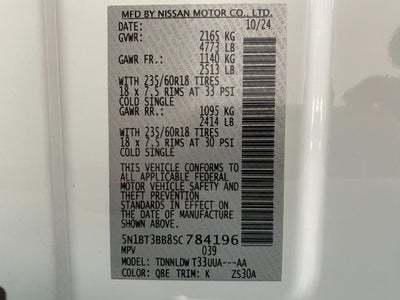 MFD BY NISSAN MOTOR CO., LTD.
DATE: 10/24
GVWR: 2165 KG
4773 LB
GAWR FR.: 1140 KG
2513 LB
WITH 235/60R18 TIRES
18 x 7.5 RIMS AT 33 PSI
COLD SINGLE
GAWR RR.: 1095 KG
2414 LB
WITH 235/60R18 TIRES
18 x 7.5 RIMS AT 30 PSI
COLD SINGLE
THIS VEHICLE CONFORMS TO
ALL APPLICABLE FEDERAL
MOTOR VEHICLE SAFETY AND
THEFT PREVENTION
STANDARDS IN EFFECT ON
THE DATE OF MANUFACTURE
SHOWN ABOVE.
5N1BT3BB8SC784196
MPV 039
MODEL: TDNNLDW T33UUA---AA
COLOR: QBE TRIM: K ZS30A